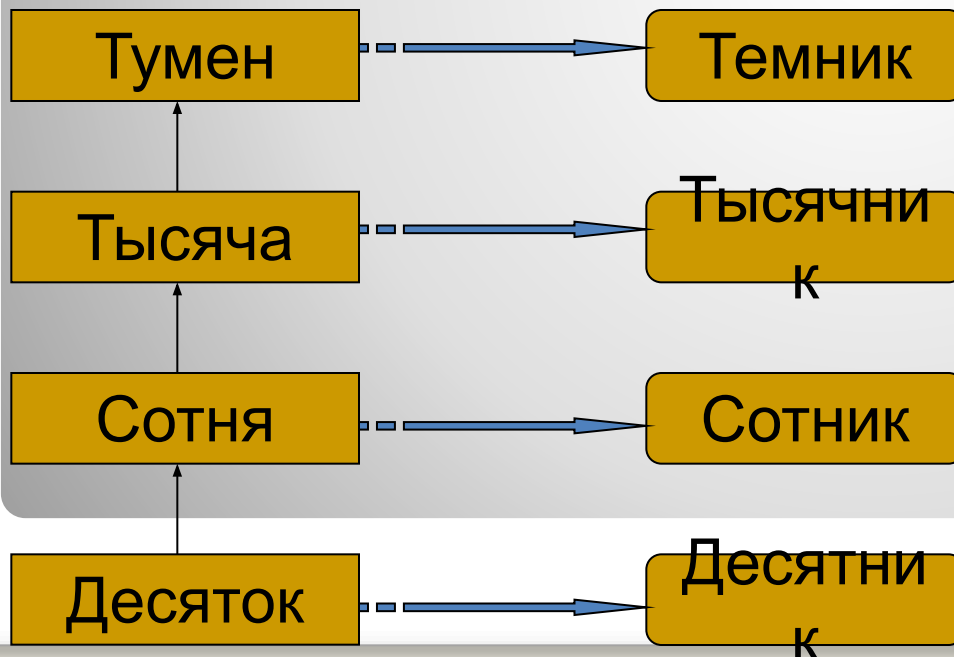 Тумен
Темник
Тысяча
Тысячни
к
Сотня
Сотник
Десяток
Десятни
к